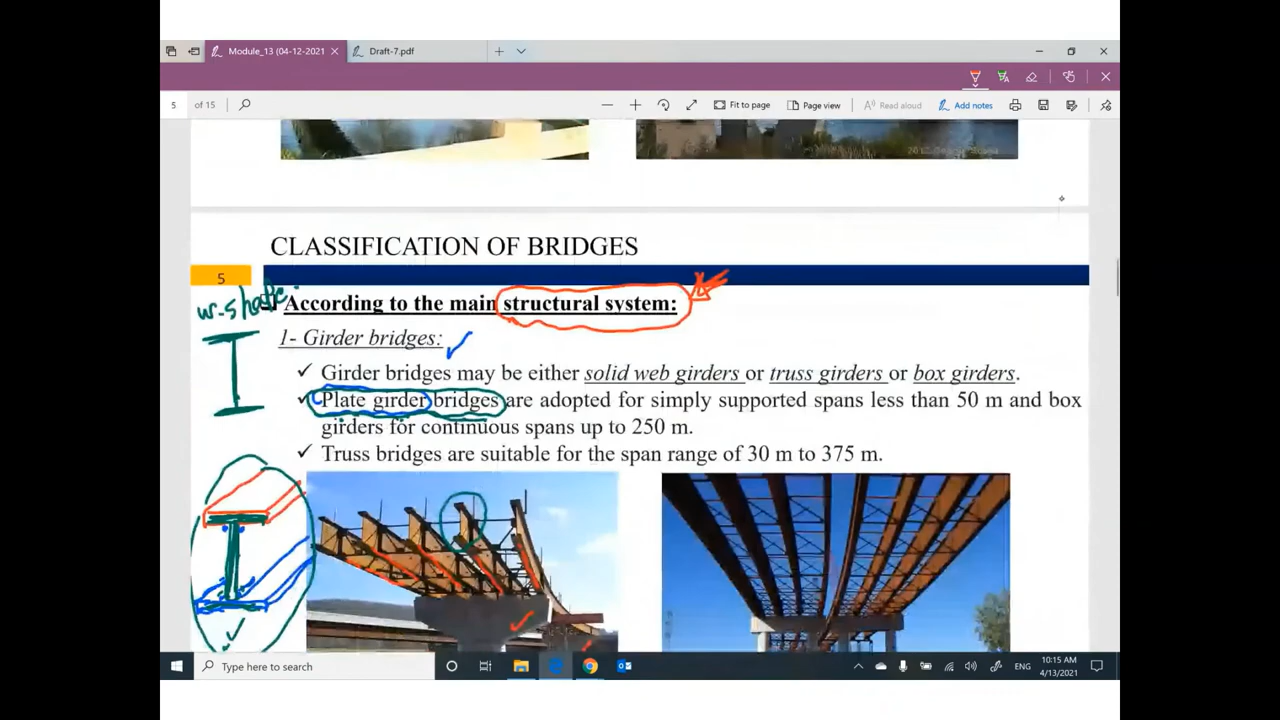 Module_13 (04-12-2021
Draft-7.pdf
5 of 15
Fit to page
Page view
Read aloud
Add notes
CLASSIFICATION OF BRIDGES
5
w-shape
According to the main structural system:
1- Girder bridges:
✓ Girder bridges may be either solid web girders or truss girders or box girders.
✓ Plate girder bridges are adopted for simply supported spans less than 50 m and box
girders for continuous spans up to 250 m.
✓ Truss bridges are suitable for the span range of 30 m to 375 m.
Type here to search
ENG
10:15 AM
4/13/2021